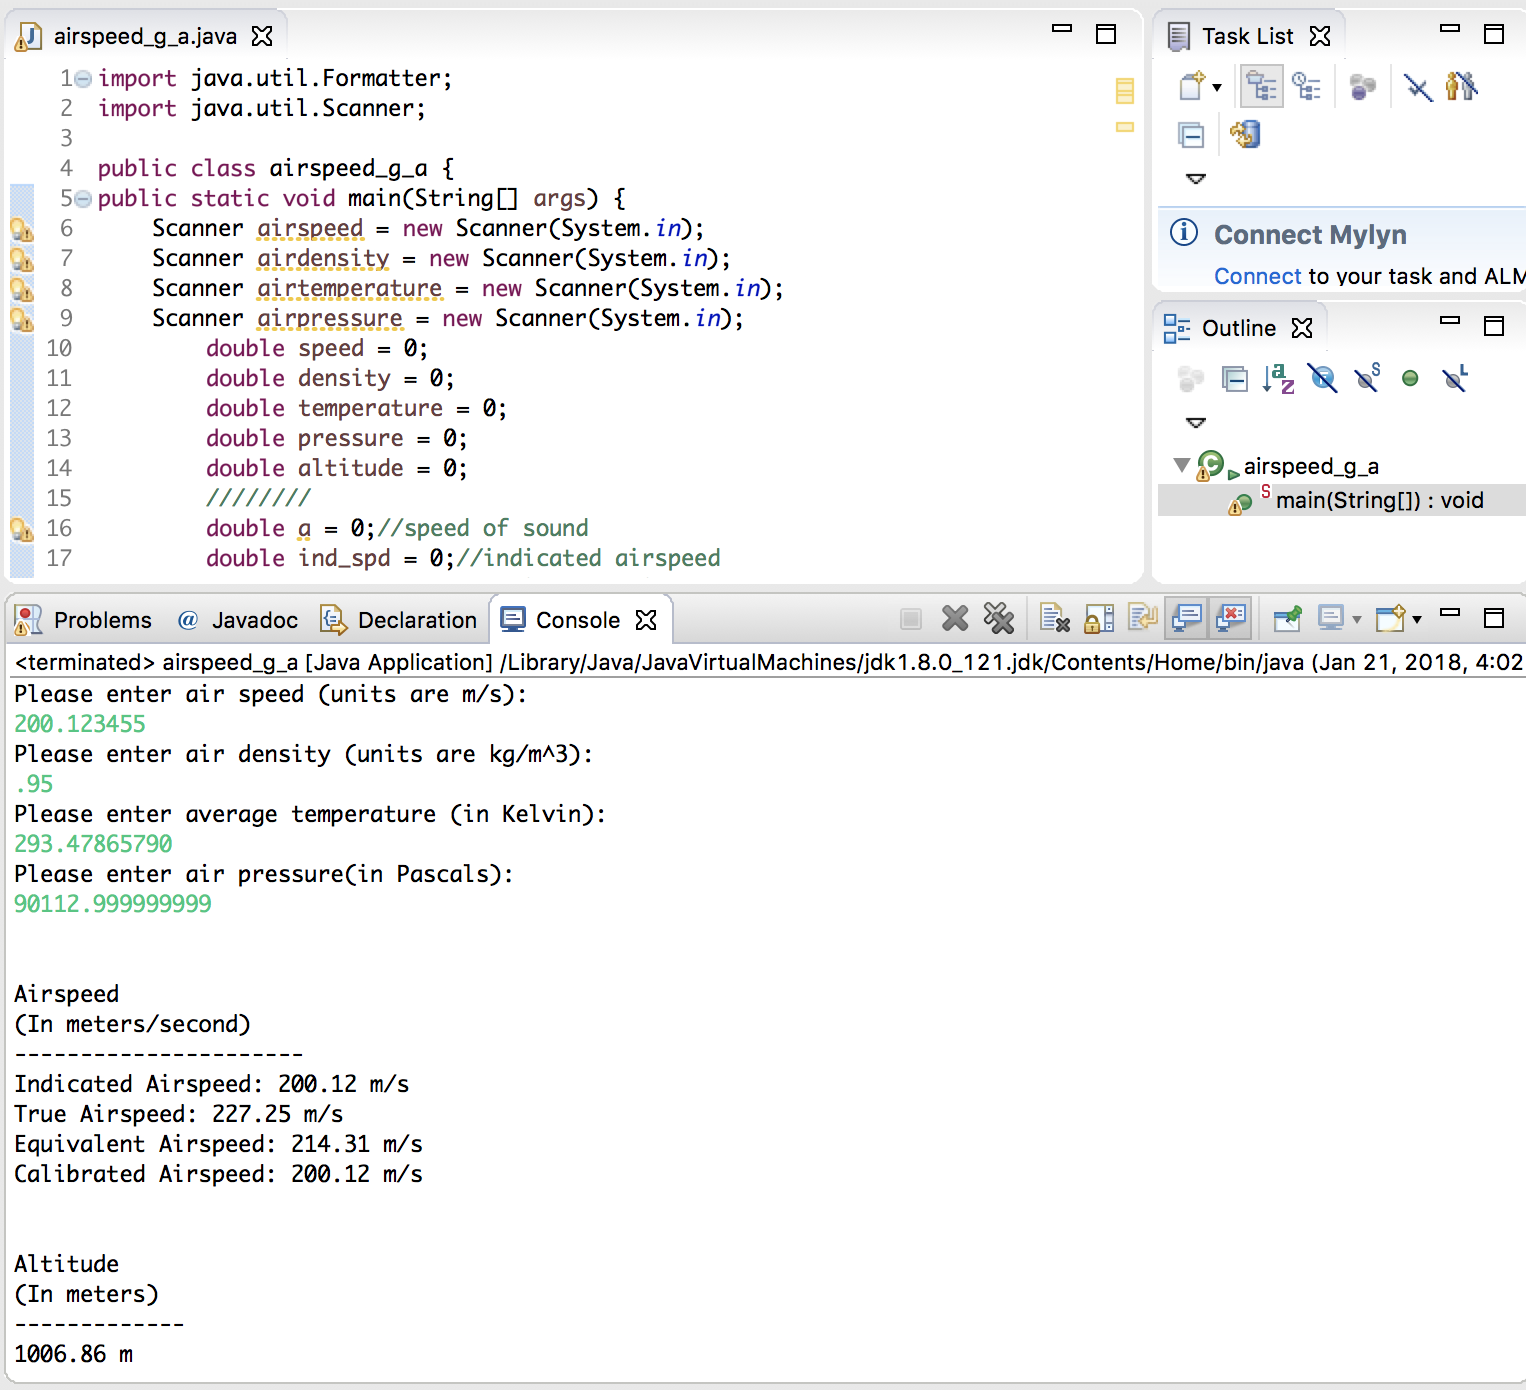 airspeed_g_a.java
1 import java.util.Formatter;
2 import java.util.Scanner;
3
4 public class airspeed_g_a {
5 public static void main(String[] args) {
6 Scanner airspeed = new Scanner(System.in);
7 Scanner airdensity = new Scanner(System.in);
8 Scanner airtemperature = new Scanner(System.in);
9 Scanner airpressure = new Scanner(System.in);
10 double speed = 0;
11 double density = 0;
12 double temperature = 0;
13 double pressure = 0;
14 double altitude = 0;
15 ////////
16 double a = 0;//speed of sound
17 double ind_spd = 0;//indicated airspeed
Task List
Connect Mylyn
Connect to your task and ALM
Outline
airspeed_g_a
main(String[]) : void
Problems @ Javadoc Declaration Console
<terminated> airspeed_g_a [Java Application] /Library/Java/JavaVirtualMachines/jdk1.8.0_121.jdk/Contents/Home/bin/java (Jan 21, 2018, 4:02
Please enter air speed (units are m/s):
200.123455
Please enter air density (units are kg/m^3):
.95
Please enter average temperature (in Kelvin):
293.47865790
Please enter air pressure(in Pascals):
90112.999999999
Airspeed
(In meters/second)
----------------------
Indicated Airspeed: 200.12 m/s
True Airspeed: 227.25 m/s
Equivalent Airspeed: 214.31 m/s
Calibrated Airspeed: 200.12 m/s
Altitude
(In meters)
-------------
1006.86 m